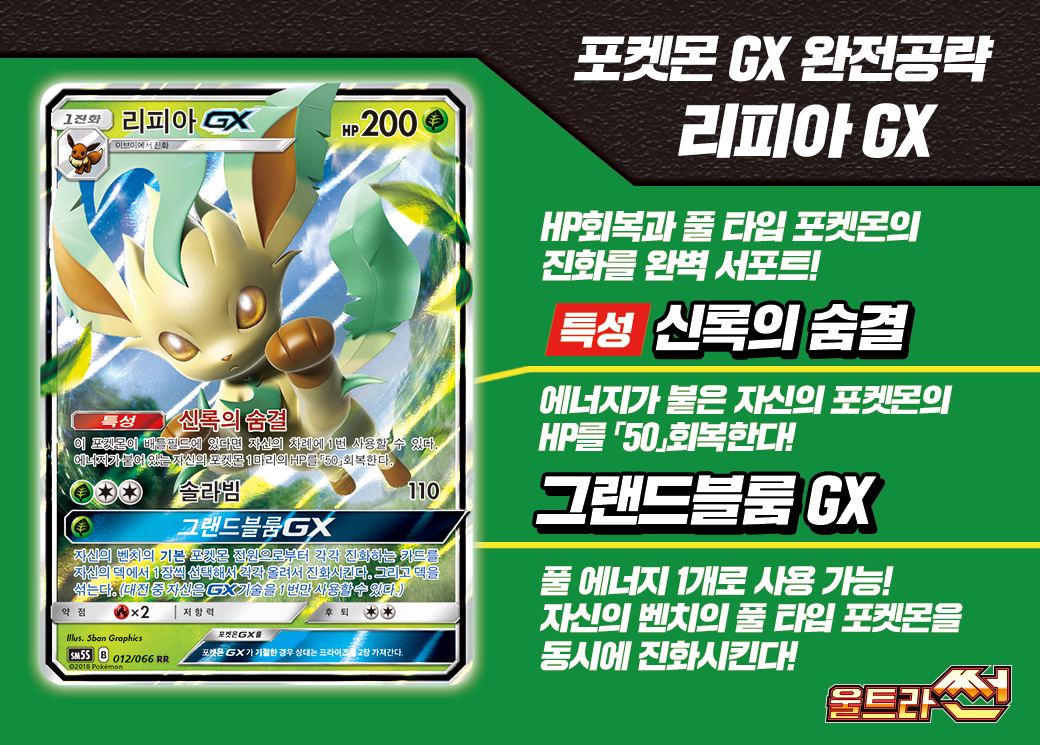 포켓몬 GX 완전공략
리피아 GX
1진화
리피아 GX
HP 200
이브이에서 진화
특성 신록의 숨결
이 포켓몬이 배틀필드에 있다면 자신의 차례에 1번 사용할 수 있다.
에너지가 붙어 있는 자신의 포켓몬 1마리의 HP를 「50」회복한다.
솔라빔 110
그랜드블룸GX
자신의 벤치의 기본 포켓몬 전원으로부터 각각 진화하는 카드를
자신의 덱에서 1장씩 선택해서 각각 올려서 진화시킨다. 그리고 덱을
섞는다. (대전 중 자신은 GX기술을 1번만 사용할 수 있다.)
약점 ×2 저항력 후퇴
Illus. 5ban Graphics
포켓몬GX룰
SM5S B 012/066 RR
포켓몬GX가 기절한 경우 상대는 프라이즈를 2장 가져간다.
©2018 Pokémon
HP회복과 풀 타입 포켓몬의
진화를 완벽 서포트!
특성 신록의 숨결
에너지가 붙은 자신의 포켓몬의
HP를 「50」회복한다!
그랜드블룸 GX
풀 에너지 1개로 사용 가능!
자신의 벤치의 풀 타입 포켓몬을
동시에 진화시킨다!
울트라썬